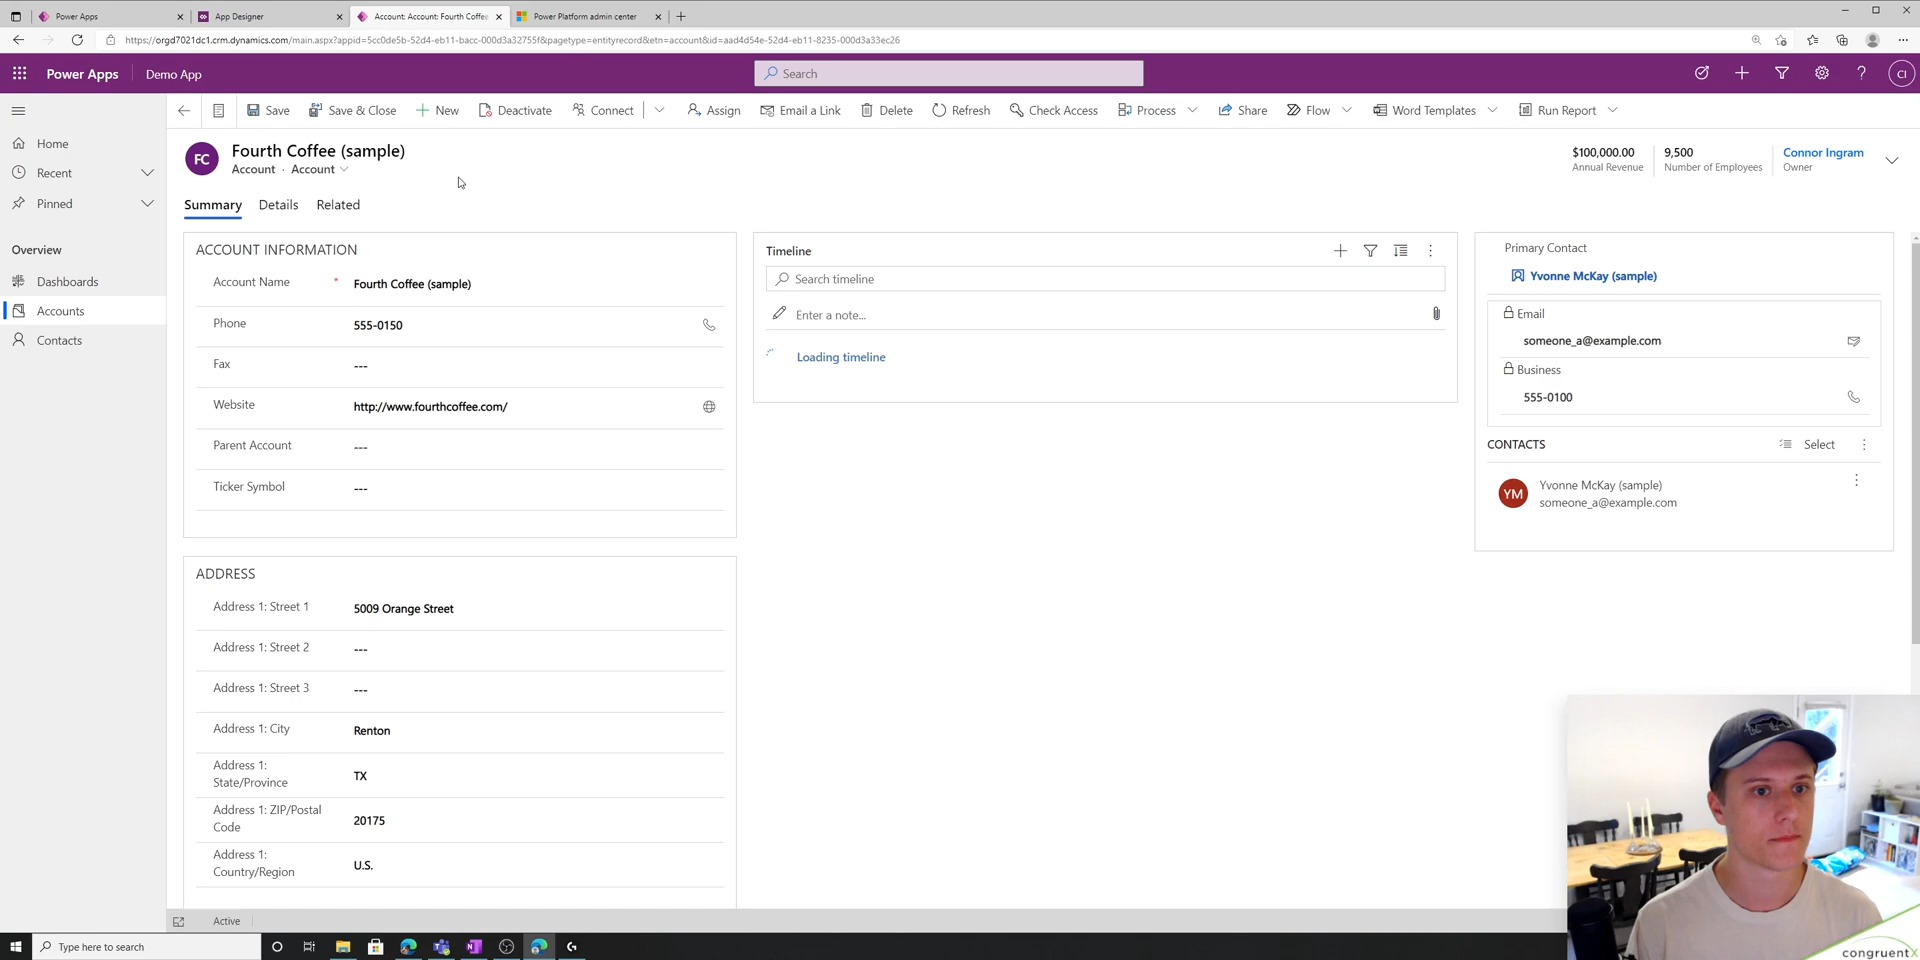 Power Apps
App Designer
Account: Account: Fourth Coffee
Power Platform admin center
https://orgd7021dc1.crm.dynamics.com/main.aspx?appid=5cc0de5b-52d4-eb11-bacc-000d3a32755f&pagetype=entityrecord&etn=account&id=aad4d54e-52d4-eb11-8235-000d3a33ec26
Power Apps
Demo App
Search
CI
Save
Save & Close
New
Deactivate
Connect
Assign
Email a Link
Delete
Refresh
Check Access
Process
Share
Flow
Word Templates
Run Report
Home
Recent
Pinned
Overview
Dashboards
Accounts
Contacts
FC
Fourth Coffee (sample)
Account · Account
$100,000.00
Annual Revenue
9,500
Number of Employees
Connor Ingram
Owner
Summary
Details
Related
ACCOUNT INFORMATION
Account Name * Fourth Coffee (sample)
Phone 555-0150
Fax ---
Website http://www.fourthcoffee.com/
Parent Account ---
Ticker Symbol ---
ADDRESS
Address 1: Street 1 5009 Orange Street
Address 1: Street 2 ---
Address 1: Street 3 ---
Address 1: City Renton
Address 1:
State/Province
TX
Address 1: ZIP/Postal
Code
20175
Address 1:
Country/Region
U.S.
Timeline
Search timeline
Enter a note...
Loading timeline
Primary Contact
Yvonne McKay (sample)
Email
someone_a@example.com
Business
555-0100
CONTACTS
Select
YM
Yvonne McKay (sample)
someone_a@example.com
Active
Type here to search
congruentX